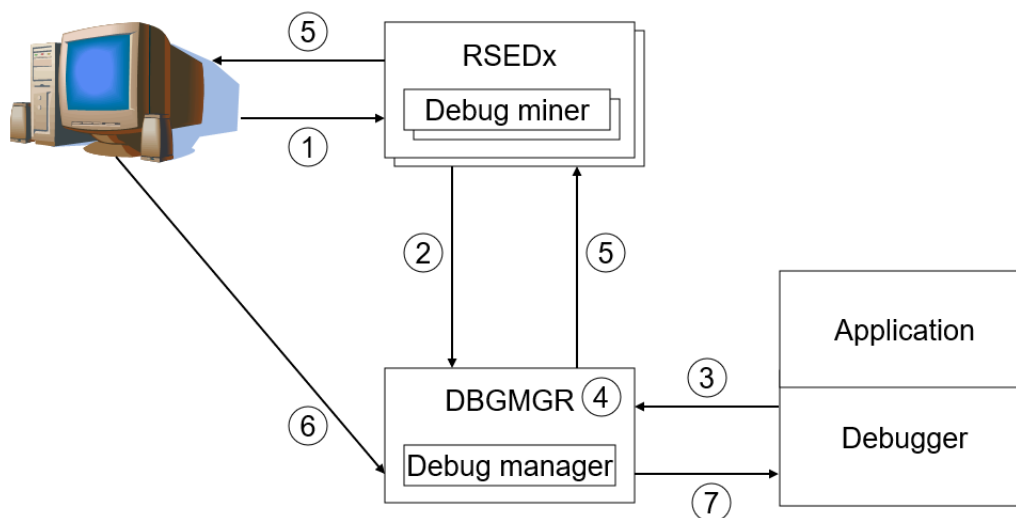 ⑤
RSEDx
Debug miner
①
②
⑤
Application
DBGMGR
④
③
⑥
Debugger
Debug manager
⑦